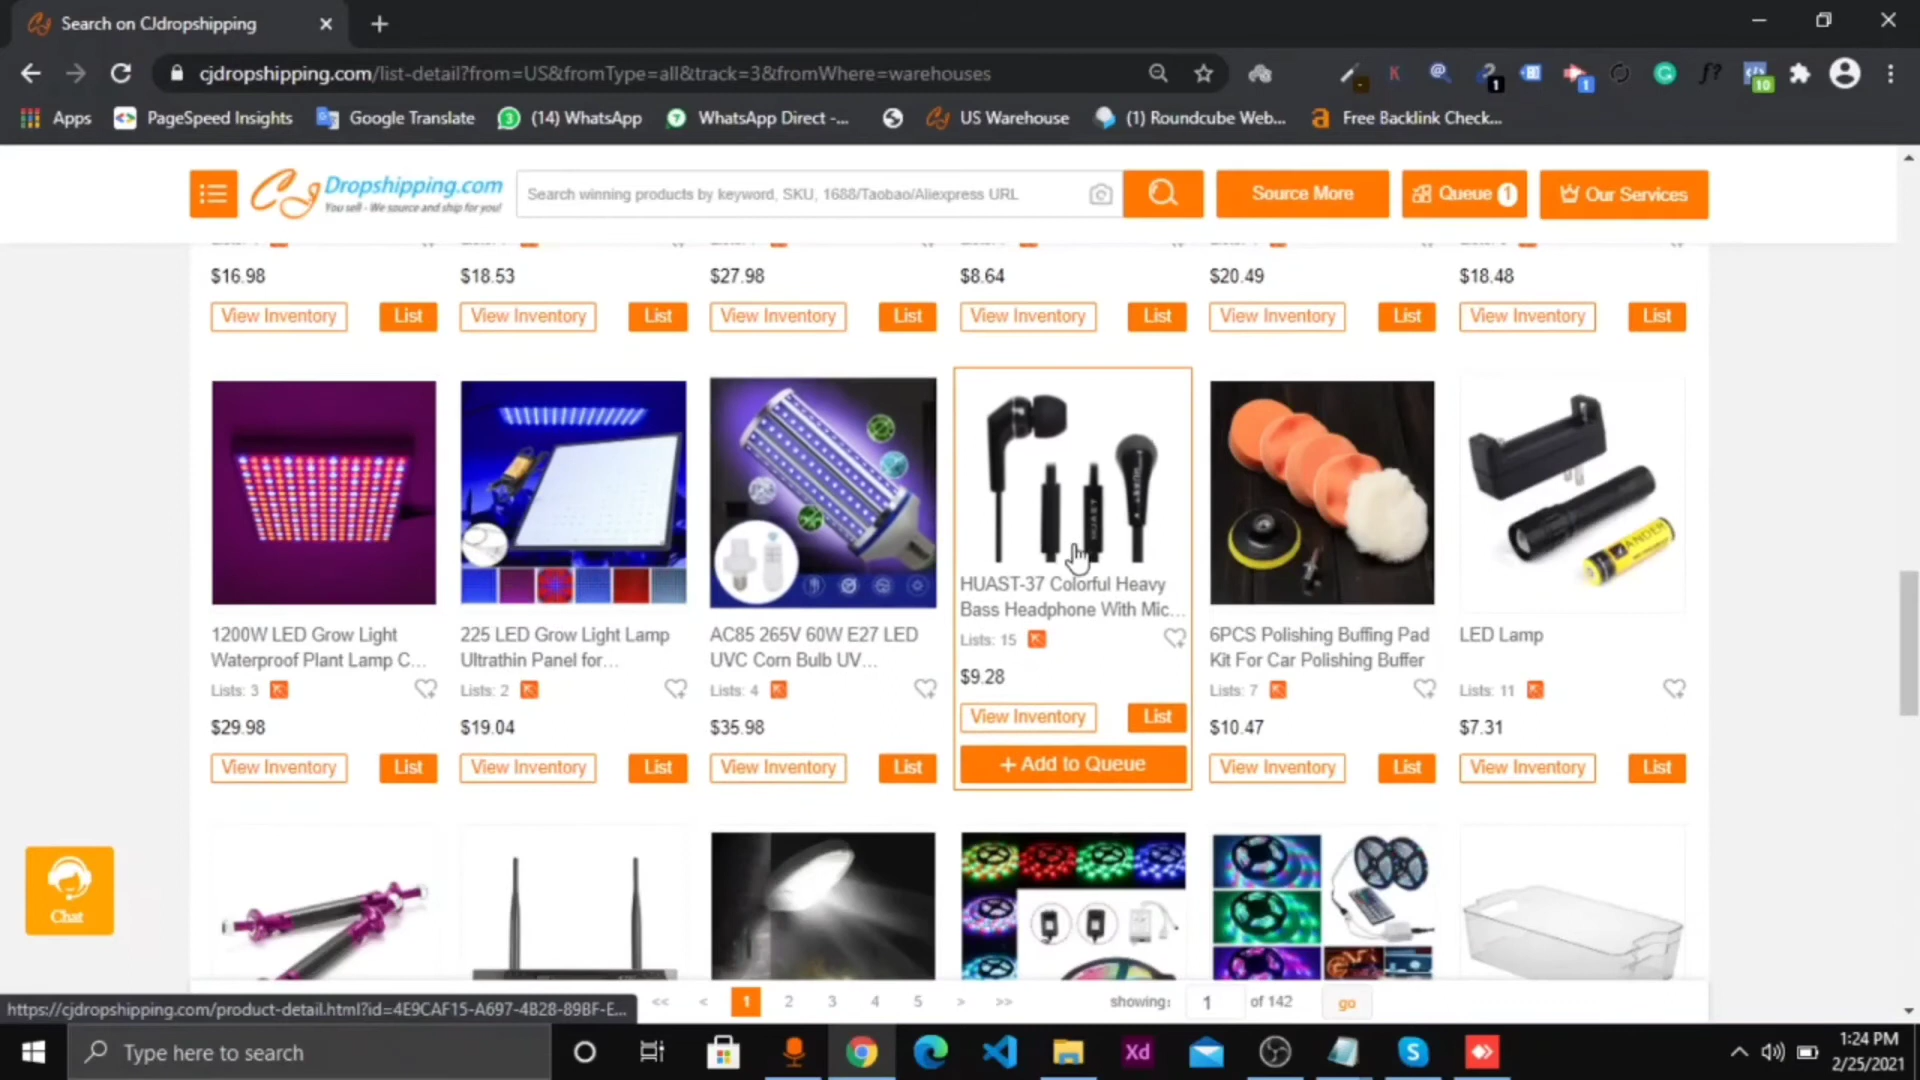 Search on CJdropshipping
cjdropshipping.com/list-detail?from=US&fromType=all&track=3&fromWhere=warehouses
1
1
10
Apps
PageSpeed Insights
Google Translate
(14) WhatsApp
WhatsApp Direct -...
US Warehouse
(1) Roundcube Web...
Free Backlink Check...
CJ Dropshipping.com
You sell - We source and ship for you!
Search winning products by keyword, SKU, 1688/Taobao/Aliexpress URL
Source More
Queue 1
Our Services
$16.98
$18.53
$27.98
$8.64
$20.49
$18.48
View Inventory List
View Inventory List
View Inventory List
View Inventory List
View Inventory List
View Inventory List
1200W LED Grow Light
Waterproof Plant Lamp C...
Lists: 3
$29.98
View Inventory List
225 LED Grow Light Lamp
Ultrathin Panel for...
Lists: 2
$19.04
View Inventory List
AC85 265V 60W E27 LED
UVC Corn Bulb UV...
Lists: 4
$35.98
View Inventory List
HUAST-37 Colorful Heavy
Bass Headphone With Mic...
Lists: 15
$9.28
View Inventory List
+ Add to Queue
6PCS Polishing Buffing Pad
Kit For Car Polishing Buffer
Lists: 7
$10.47
View Inventory List
LED Lamp
Lists: 11
$7.31
View Inventory List
Chat
https://cjdropshipping.com/product-detail.html?id=4E9CAF15-A697-4B28-89BF-E...
<< < 1 2 3 4 5 > >> showing: 1 of 142 go
Type here to search
Xd
1:24 PM
2/25/2021